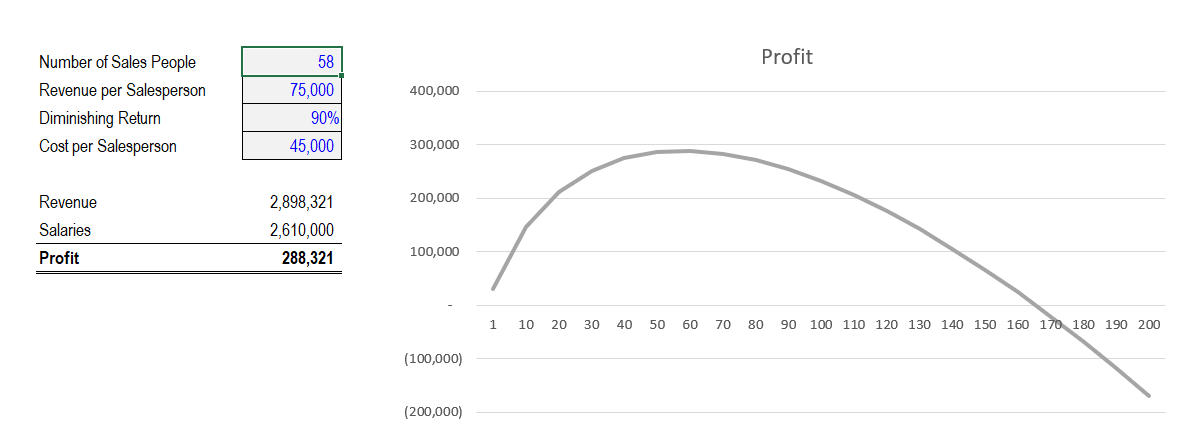 Number of Sales People 58
Revenue per Salesperson 75,000
Diminishing Return 90%
Cost per Salesperson 45,000
Revenue 2,898,321
Salaries 2,610,000
Profit 288,321
Profit
400,000
300,000
200,000
100,000
-
1 10 20 30 40 50 60 70 80 90 100 110 120 130 140 150 160 170 180 190 200
(100,000)
(200,000)